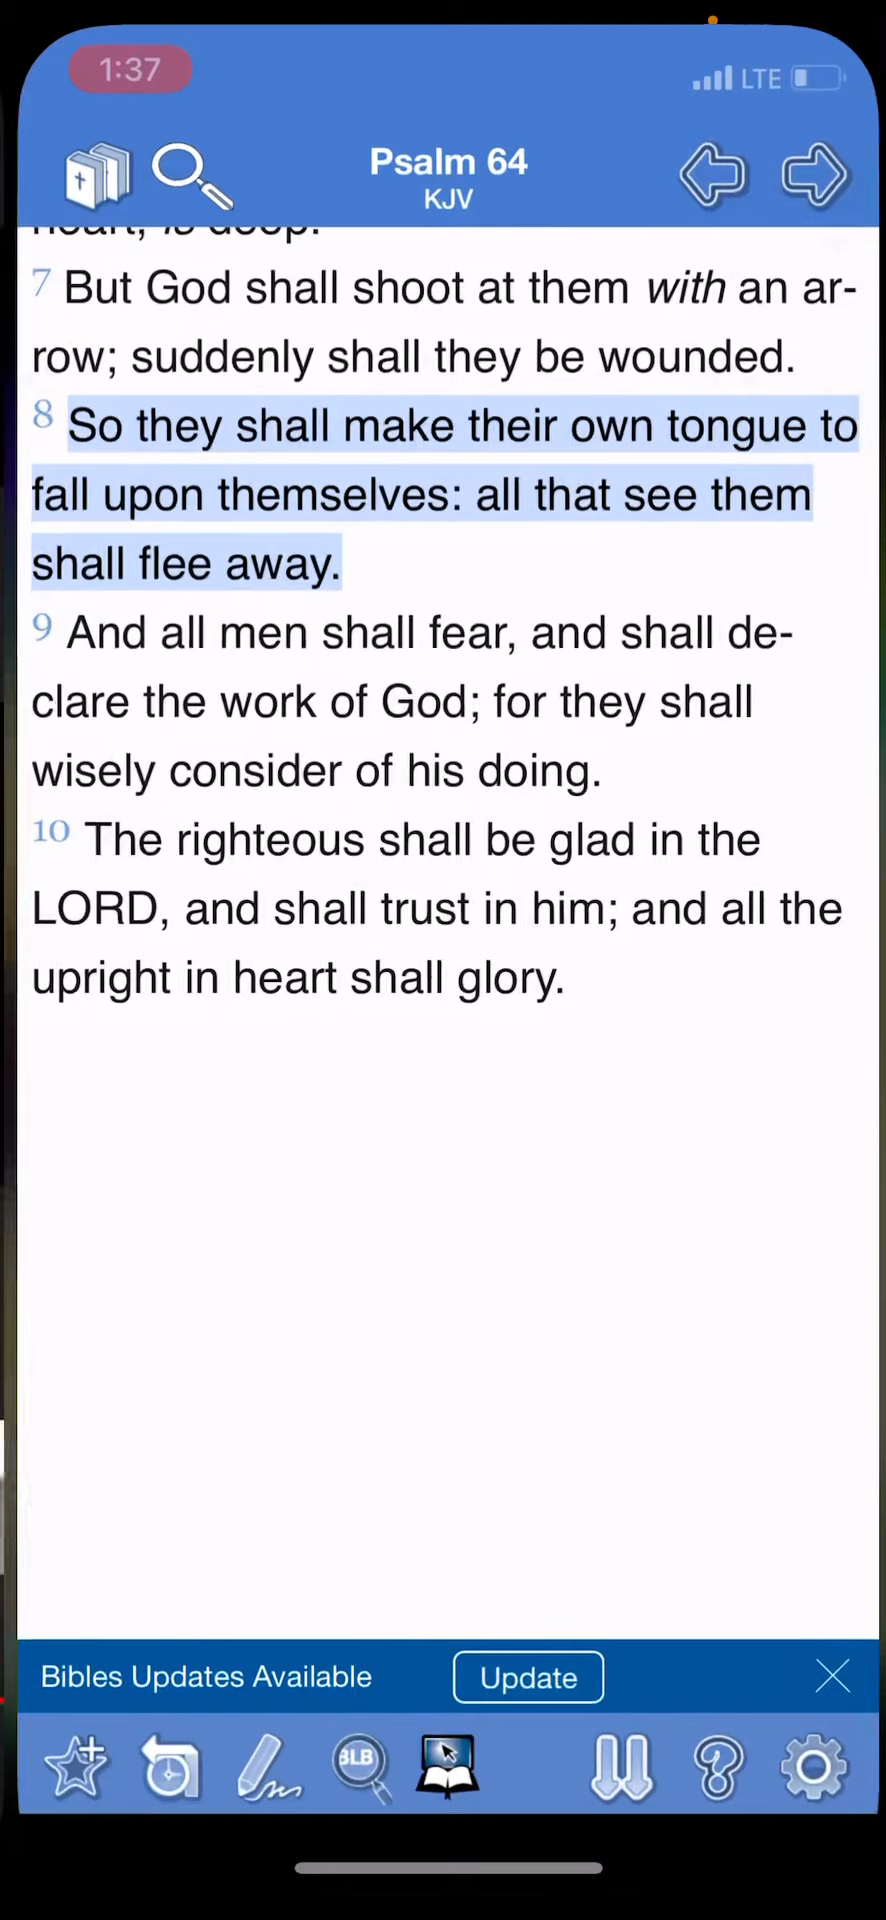 1:37
LTE
Psalm 64
KJV
heart, is deep.
7 But God shall shoot at them with an ar-
row; suddenly shall they be wounded.
8 So they shall make their own tongue to
fall upon themselves: all that see them
shall flee away.
9 And all men shall fear, and shall de-
clare the work of God; for they shall
wisely consider of his doing.
10 The righteous shall be glad in the
LORD, and shall trust in him; and all the
upright in heart shall glory.
Bibles Updates Available
Update
BLB